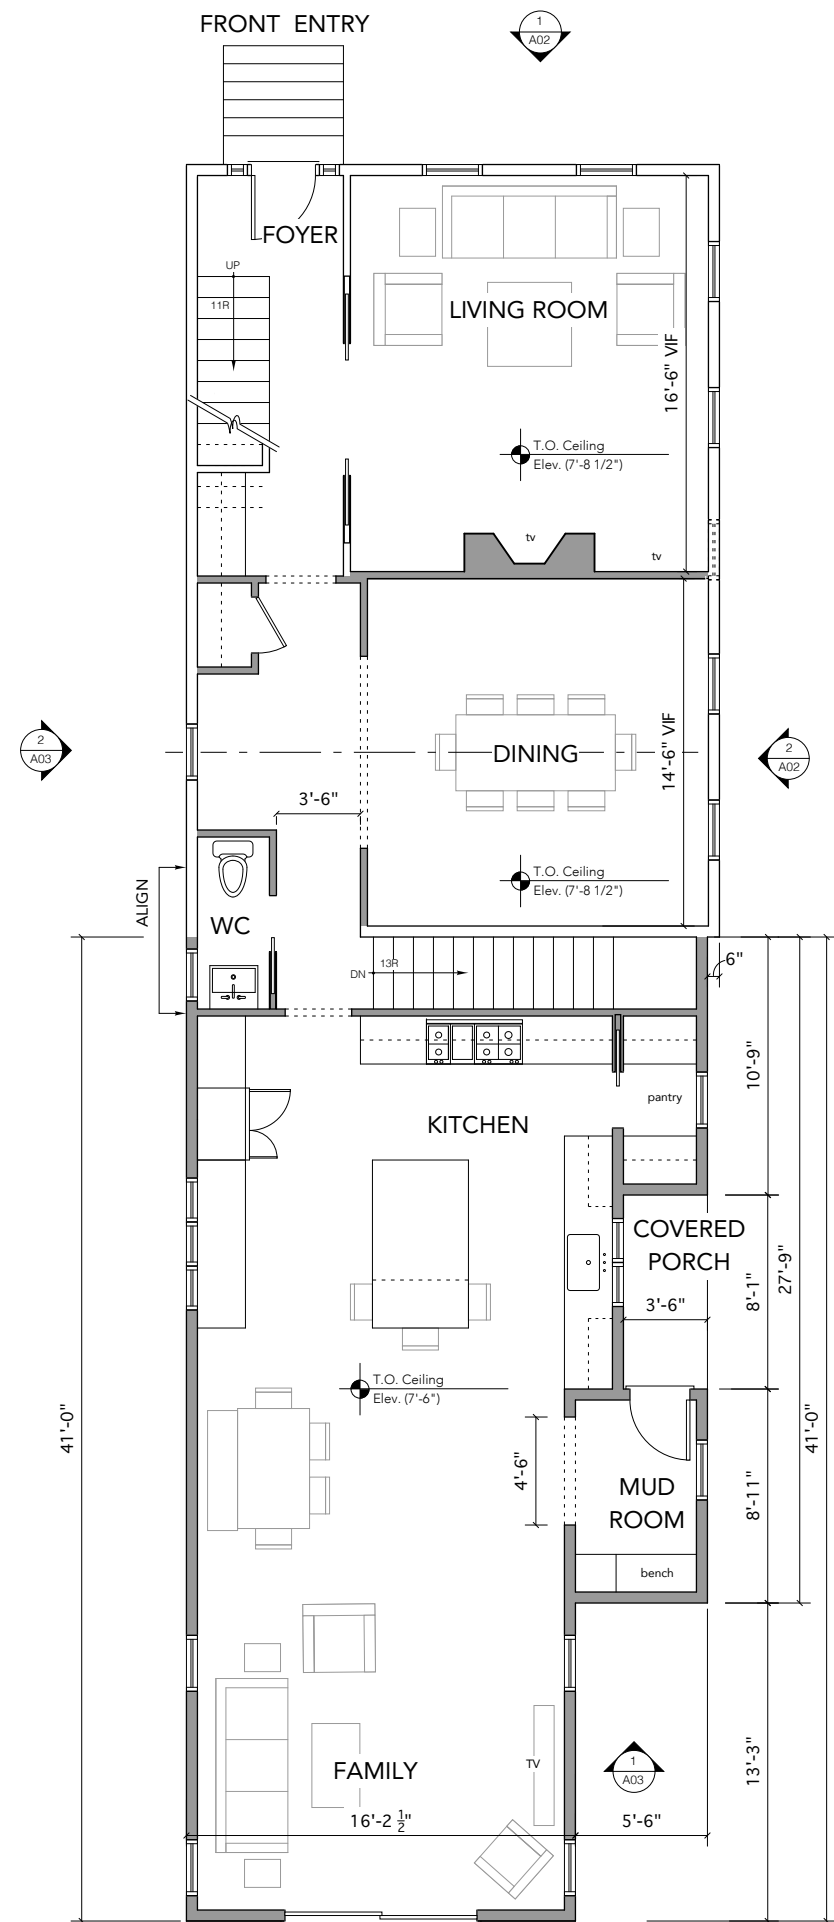 FRONT ENTRY
1
A02
FOYER
UP
11R
LIVING ROOM
16'-6" VIF
T.O. Ceiling
Elev. (7'-8 1/2")
tv
tv
2
A03
DINING
14'-6" VIF
2
A02
3'-6"
T.O. Ceiling
Elev. (7'-8 1/2")
ALIGN
WC
DN
13R
6"
10'-9"
pantry
KITCHEN
COVERED
PORCH
3'-6"
8'-1"
27'-9"
T.O. Ceiling
Elev. (7'-6")
41'-0"
41'-0"
4'-6"
MUD
ROOM
8'-11"
bench
FAMILY
TV
1
A03
13'-3"
16'-2 1/2"
5'-6"